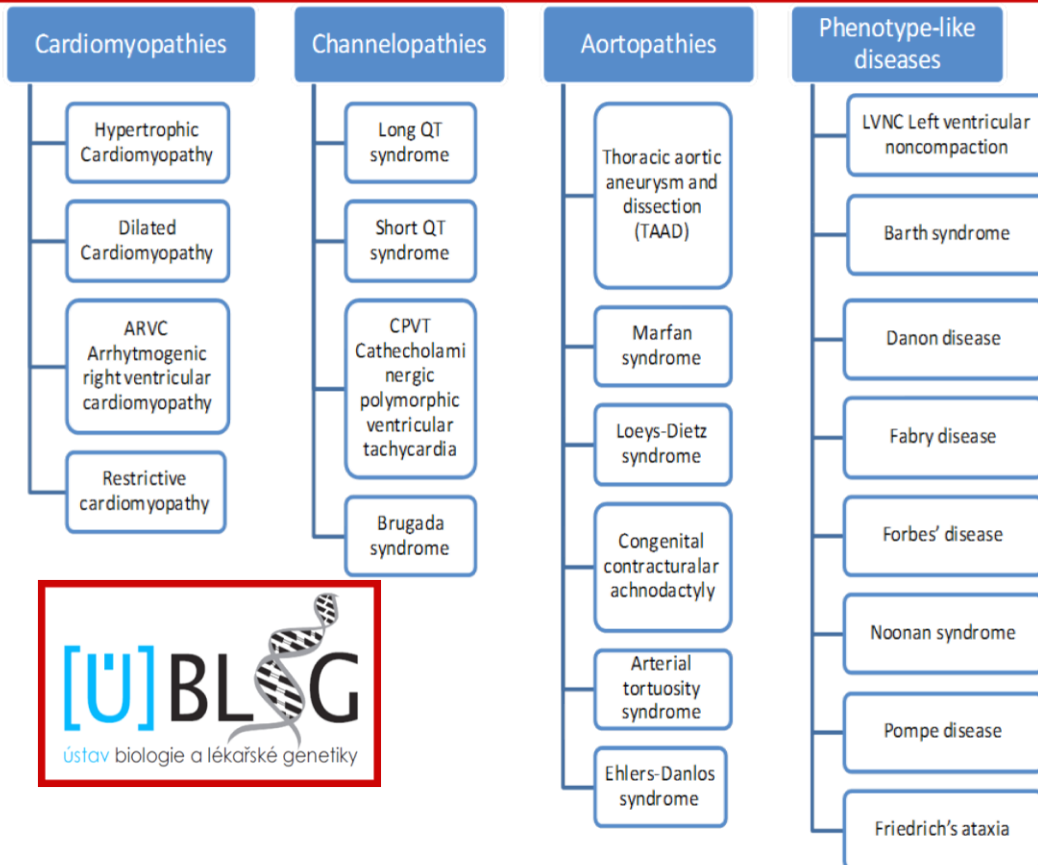 Cardiomyopathies
Hypertrophic
Cardiomyopathy
Dilated
Cardiomyopathy
ARVC
Arrhytmogenic
right ventricular
cardiomyopathy
Restrictive
cardiomyopathy
Channelopathies
Long QT
syndrome
Short QT
syndrome
CPVT
Cathecholami
nergic
polymorphic
ventricular
tachycardia
Brugada
syndrome
Aortopathies
Thoracic aortic
aneurysm and
dissection
(TAAD)
Marfan
syndrome
Loeys-Dietz
syndrome
Congenital
contracturalar
achnodactyly
Arterial
tortuosity
syndrome
Ehlers-Danlos
syndrome
Phenotype-like
diseases
LVNC Left ventricular
noncompaction
Barth syndrome
Danon disease
Fabry disease
Forbes’ disease
Noonan syndrome
Pompe disease
Friedrich’s ataxia
[Ü] BLG
ústav biologie a lékařské genetiky